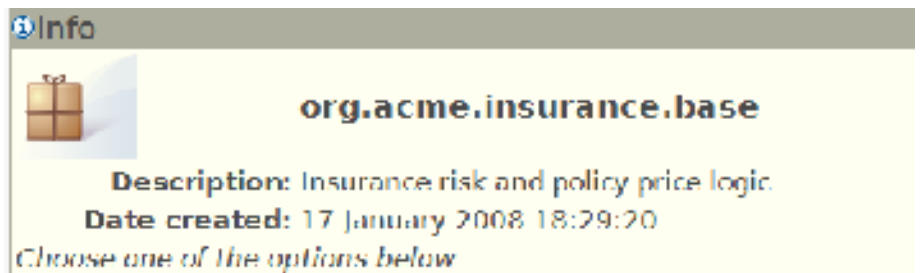 Info
org.acme.insurance.base
Description: Insurance risk and policy price logic
Date created: 17 January 2008 18:29:20
Choose one of the options below